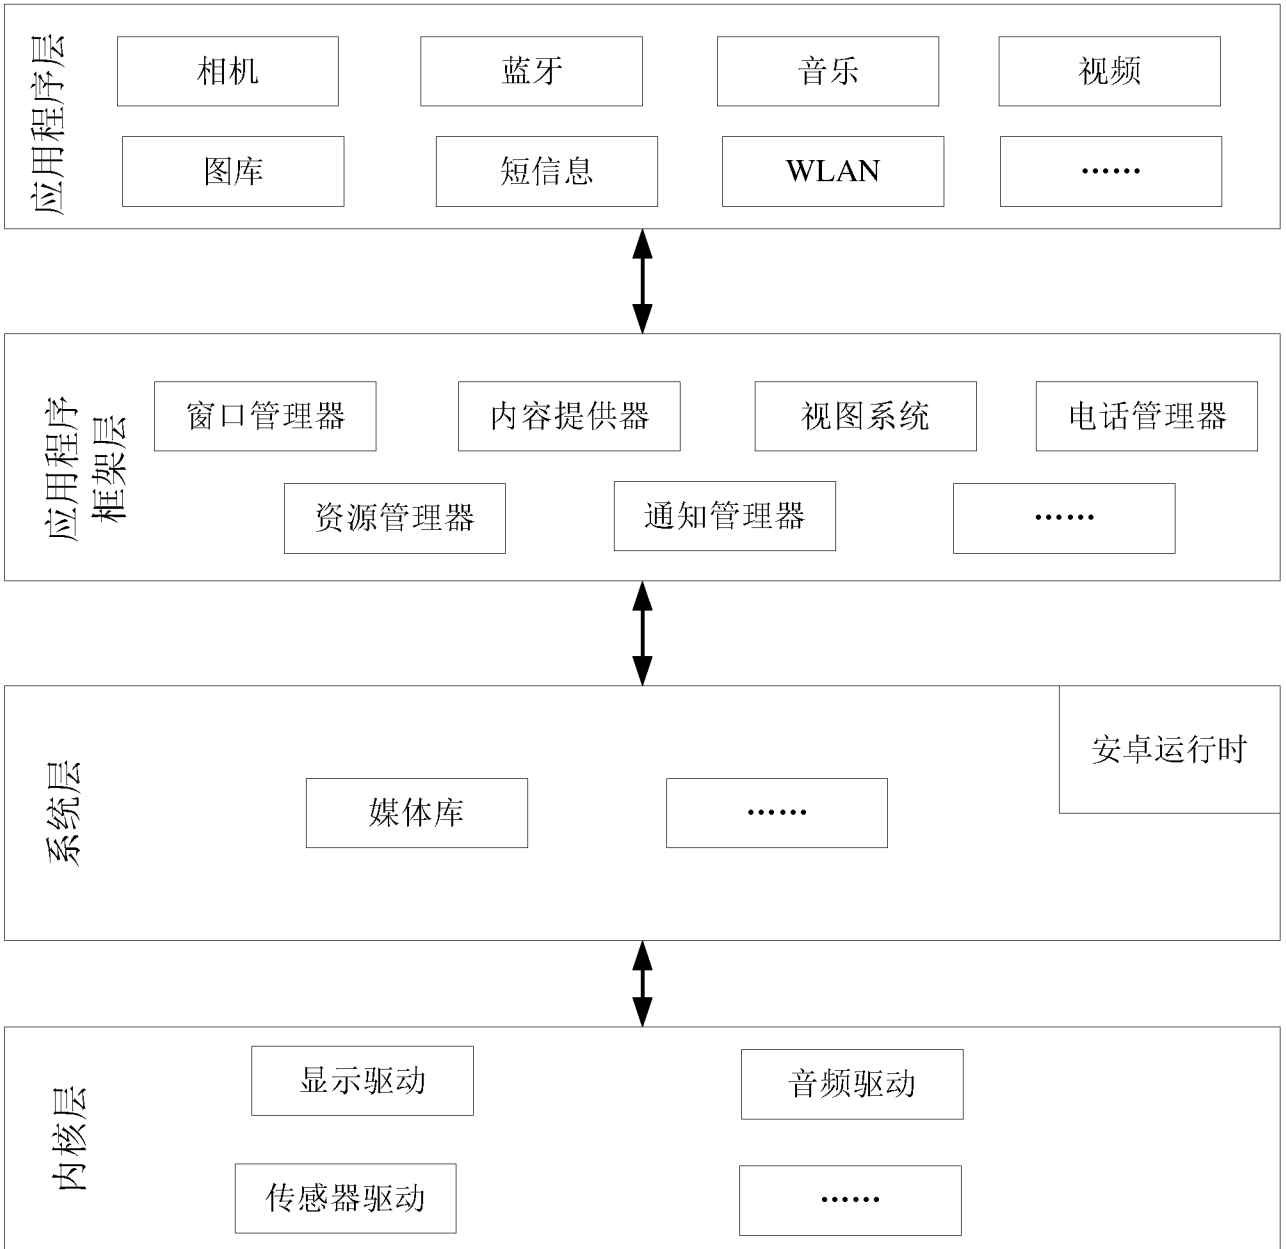 应用程序层
相机
蓝牙
音乐
视频
图库
短信息
WLAN
……
应用程序
框架层
窗口管理器
内容提供器
视图系统
电话管理器
资源管理器
通知管理器
……
系统层
安卓运行时
媒体库
……
内核层
显示驱动
音频驱动
传感器驱动
……